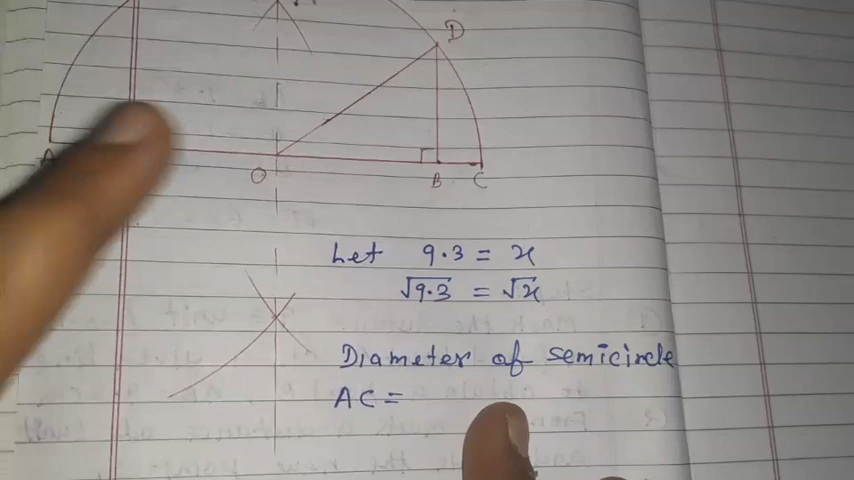 D
O
B
C
Let 9.3 = x
√9.3 = √x
Diameter of semicircle
AC =